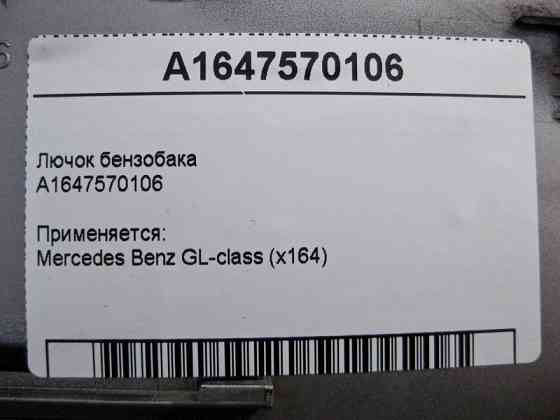 A1647570106
Лючок бензобака
A1647570106
Применяется:
Mercedes Benz GL-class (x164)